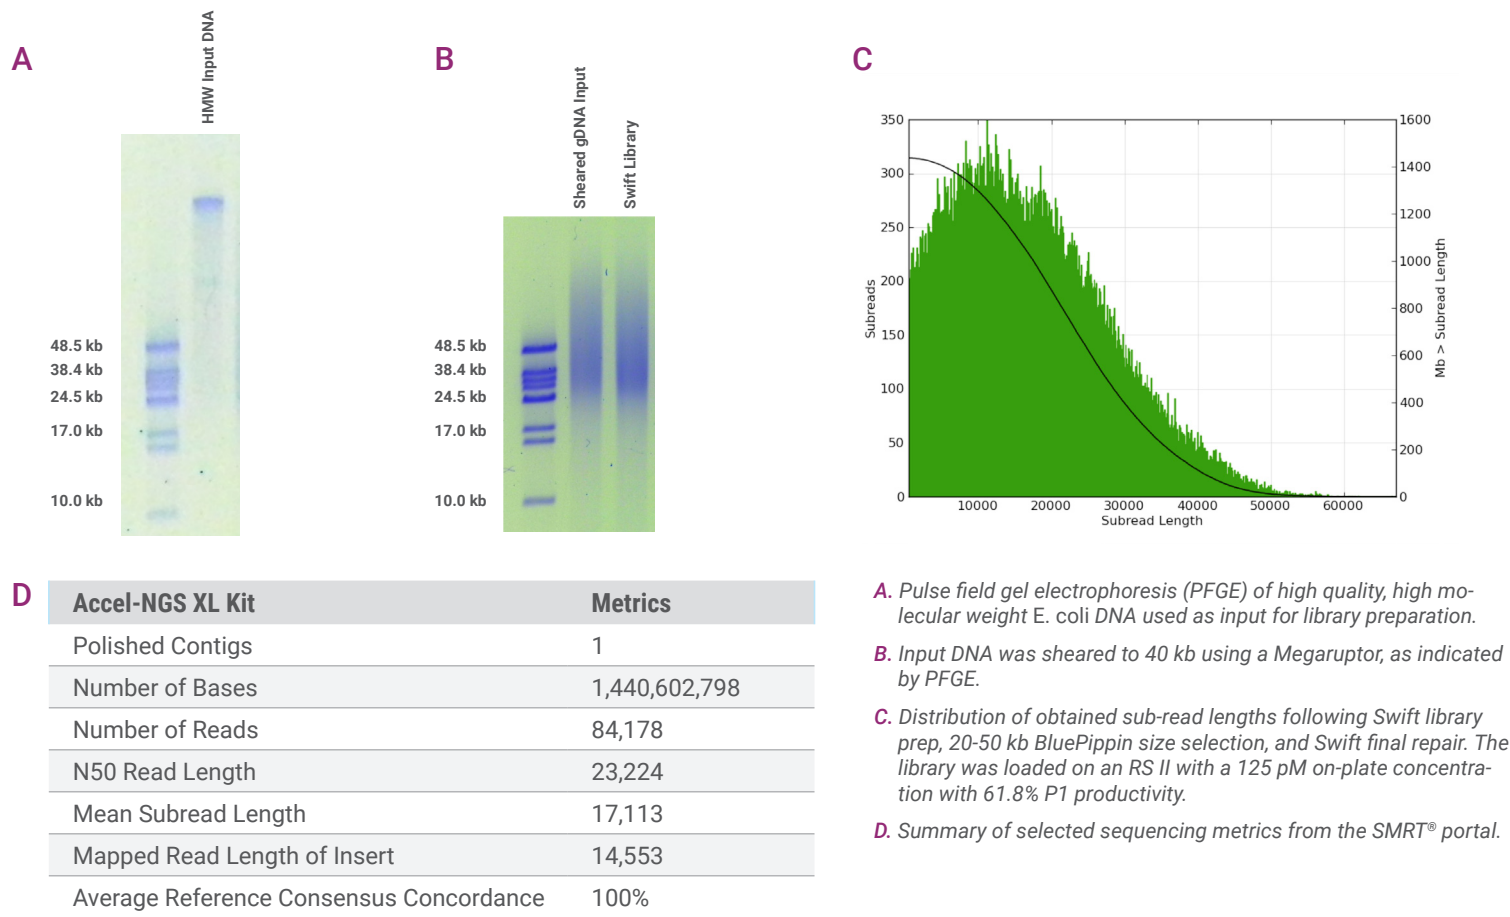 A
HMW Input DNA
48.5 kb
38.4 kb
24.5 kb
17.0 kb
10.0 kb
B
Sheared gDNA Input
Swift Library
48.5 kb
38.4 kb
24.5 kb
17.0 kb
10.0 kb
C
350
300
250
200
150
100
50
0
Subreads
1600
1400
1200
1000
800
600
400
200
0
Mb > Subread Length
10000 20000 30000 40000 50000 60000
Subread Length
D
Accel-NGS XL Kit Metrics
Polished Contigs 1
Number of Bases 1,440,602,798
Number of Reads 84,178
N50 Read Length 23,224
Mean Subread Length 17,113
Mapped Read Length of Insert 14,553
Average Reference Consensus Concordance 100%
A. Pulse field gel electrophoresis (PFGE) of high quality, high mo-
lecular weight E. coli DNA used as input for library preparation.
B. Input DNA was sheared to 40 kb using a Megaruptor, as indicated
by PFGE.
C. Distribution of obtained sub-read lengths following Swift library
prep, 20-50 kb BluePippin size selection, and Swift final repair. The
library was loaded on an RS II with a 125 pM on-plate concentra-
tion with 61.8% P1 productivity.
D. Summary of selected sequencing metrics from the SMRT® portal.